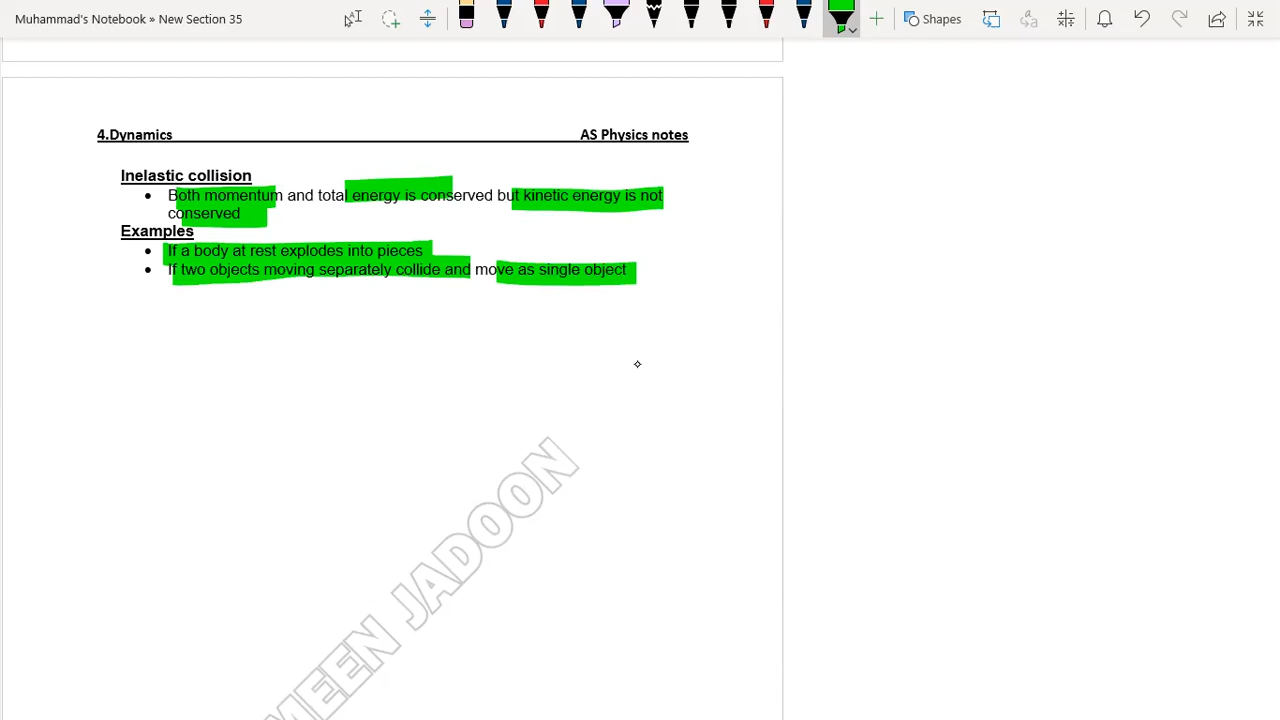 Muhammad's Notebook » New Section 35
Shapes
4.Dynamics AS Physics notes
Inelastic collision
• Both momentum and total energy is conserved but kinetic energy is not
conserved
Examples
• If a body at rest explodes into pieces
• If two objects moving separately collide and move as single object
MEEN JADOON